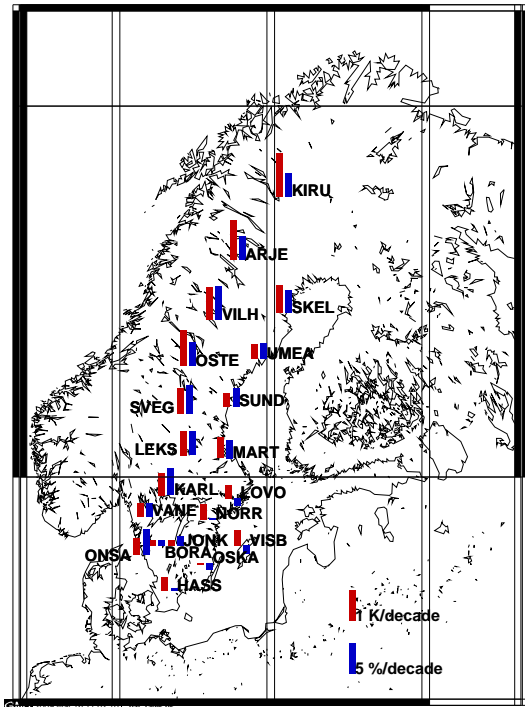 KIRU
ARJE
VILH
SKEL
OSTE
UMEA
SVEG
SUND
LEKS
MART
KARL
LOVO
VANE
NORR
JONK
VISB
ONSA
BORA
OSKA
HASS
1 K/decade
5 %/decade